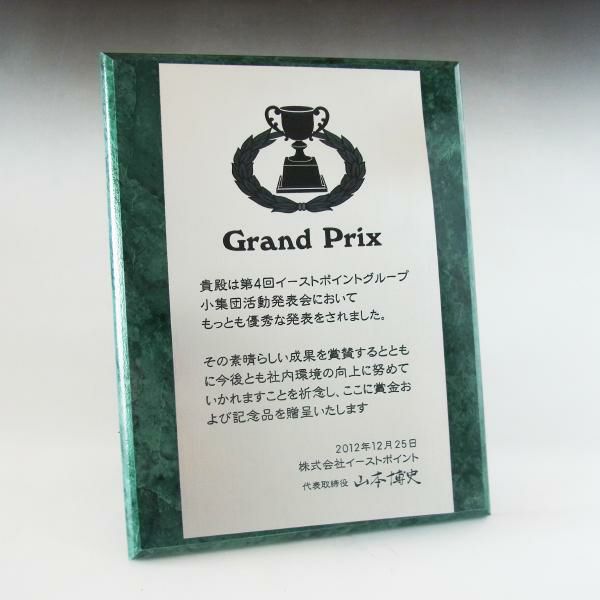 Grand Prix
貴殿は第4回イーストポイントグループ
小集団活動発表会において
もっとも優秀な発表をされました。
その素晴らしい成果を賞賛するととも
に今後とも社内環境の向上に努めて
いかれますことを祈念し、ここに賞金お
よび記念品を贈呈いたします
2012年12月25日
株式会社イーストポイント
代表取締役 山本博史